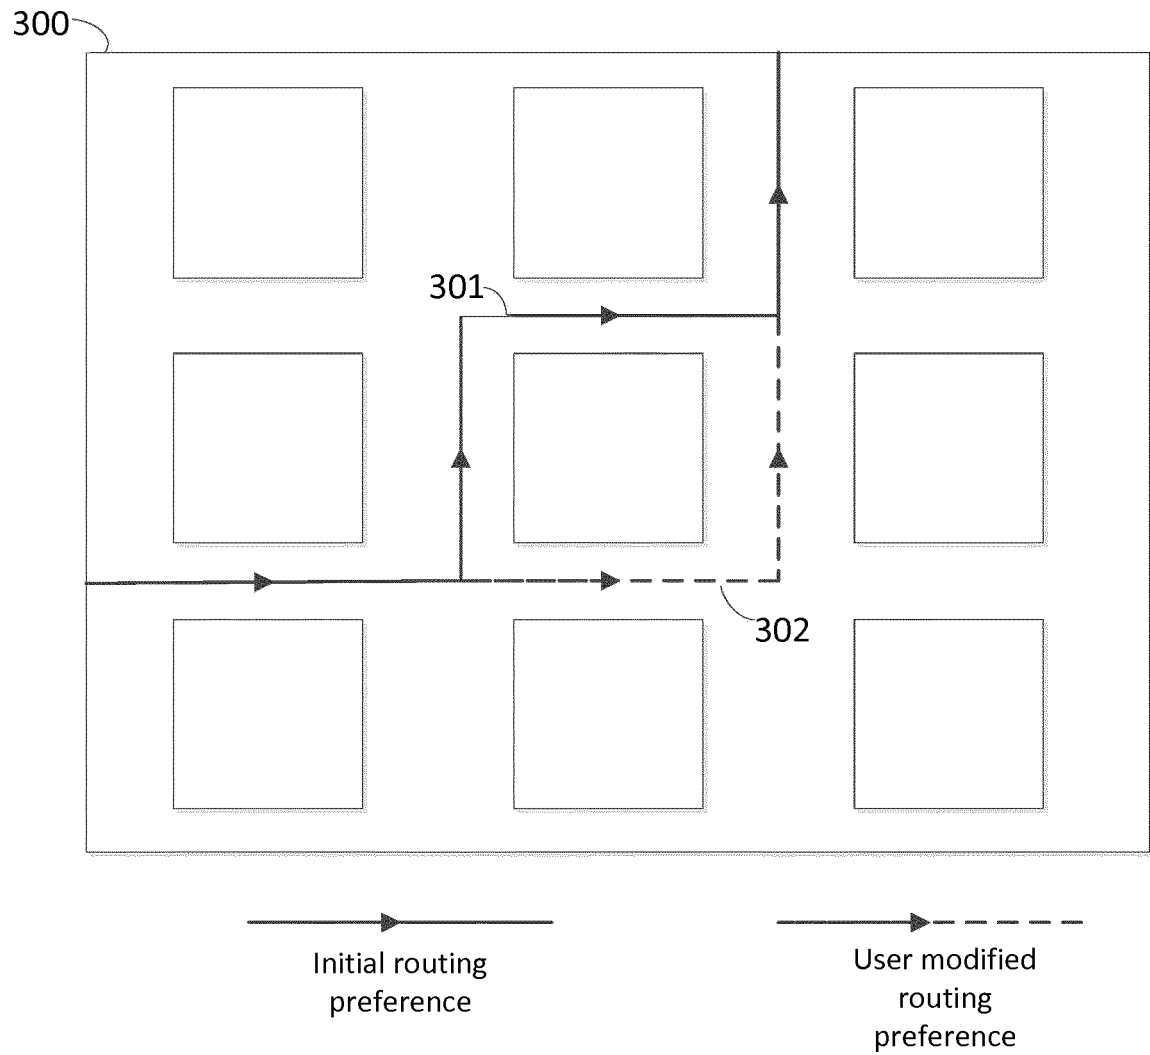 300
301
302
Initial routing
preference
User modified
routing
preference